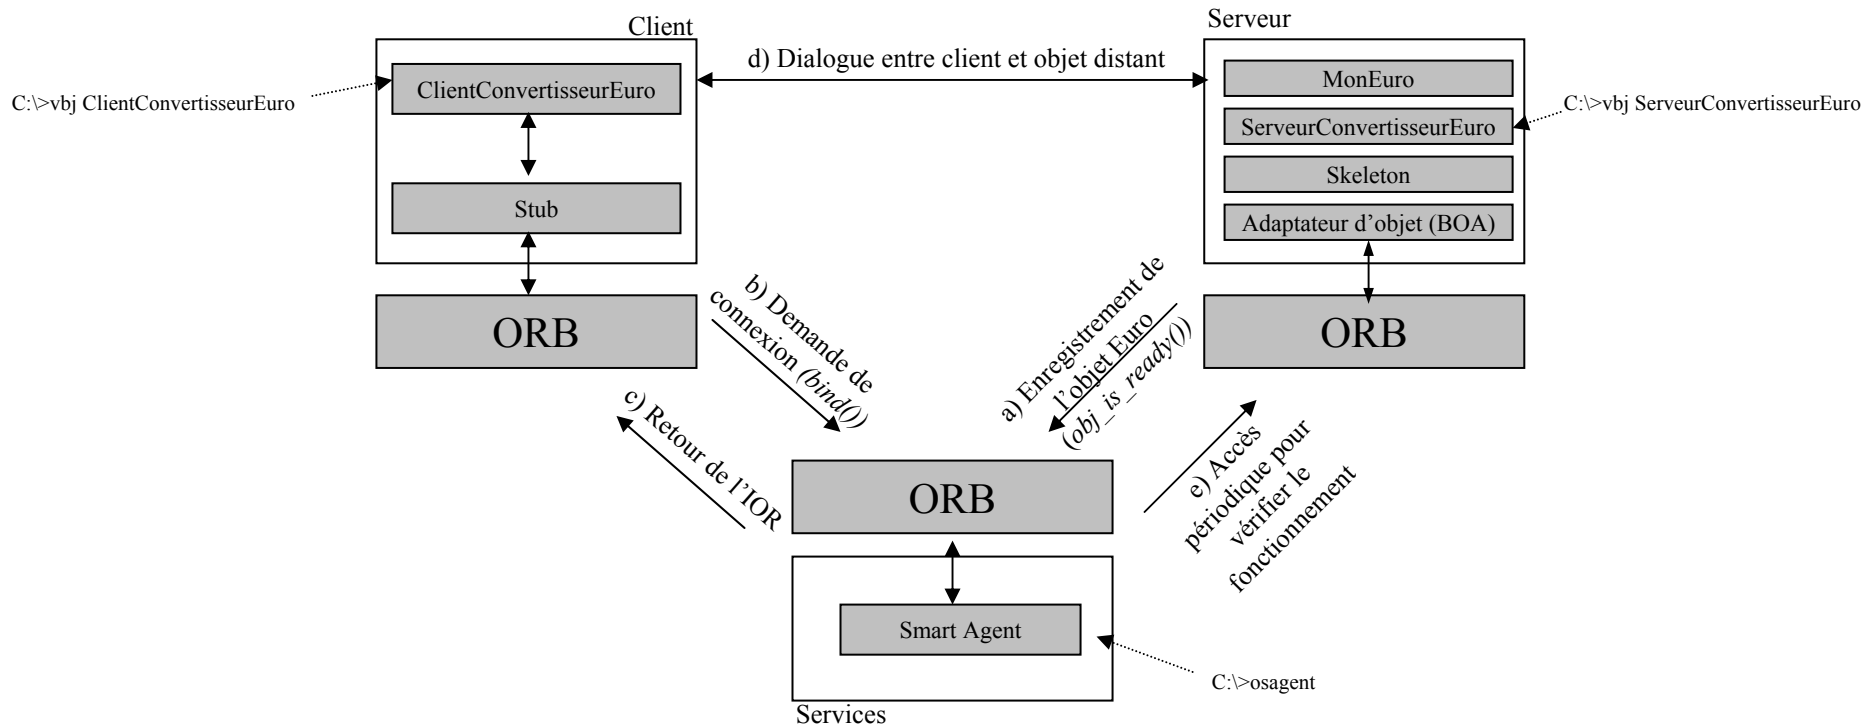 Client
Serveur
d) Dialogue entre client et objet distant
C:\>vbj ClientConvertisseurEuro
ClientConvertisseurEuro
Stub
ORB
MonEuro
ServeurConvertisseurEuro
Skeleton
Adaptateur d’objet (BOA)
C:\>vbj ServeurConvertisseurEuro
ORB
b) Demande de
connexion (bind())
c) Retour de l’IOR
a) Enregistrement de
l’objet Euro
(obj_is_ready())
e) Accès
périodique pour
vérifier le
fonctionnement
ORB
Smart Agent
C:\>osagent
Services